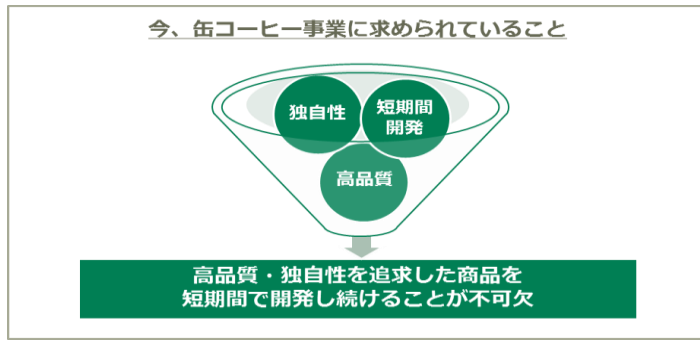 今、缶コーヒー事業に求められていること
独自性
短期間
開発
高品質
高品質・独自性を追求した商品を
短期間で開発し続けることが不可欠